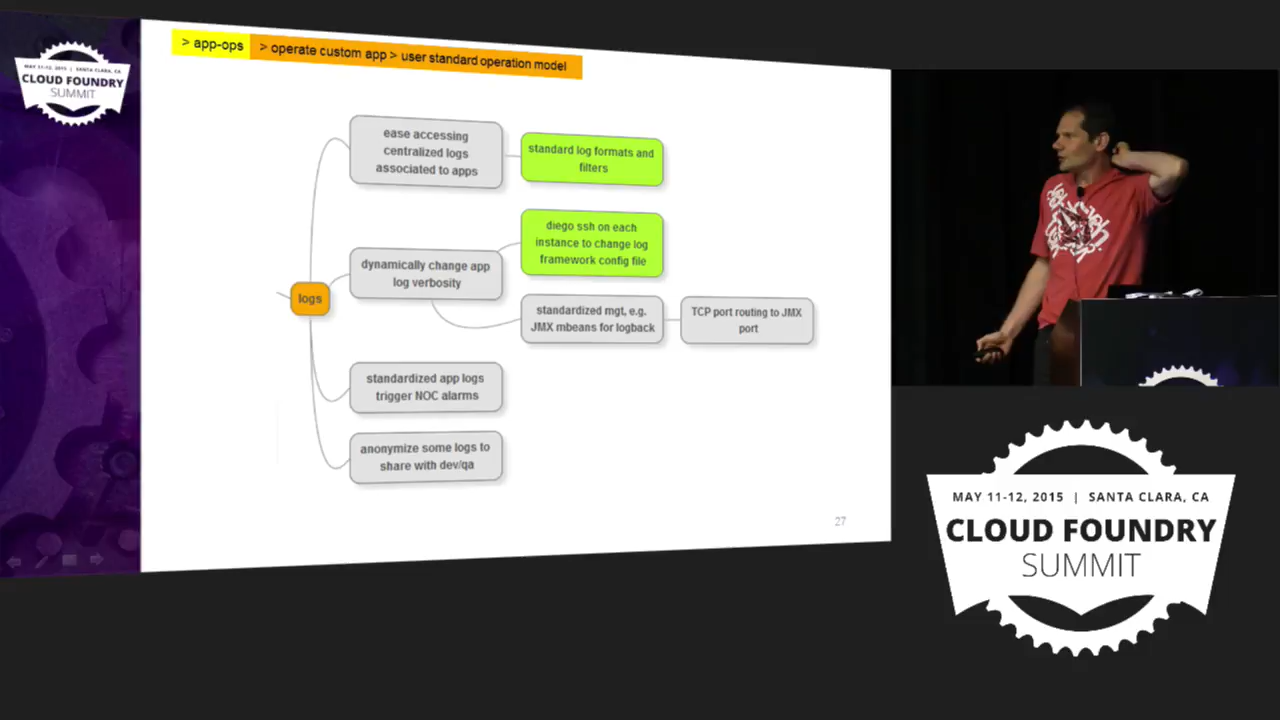 > app-ops > operate custom app > user standard operation model
MAY 11-12, 2015 | SANTA CLARA, CA
CLOUD FOUNDRY
SUMMIT
ease accessing
centralized logs
associated to apps
standard log formats and
filters
diego ssh on each
instance to change log
framework config file
dynamically change app
log verbosity
logs
standardized mgt, e.g.
JMX mbeans for logback
TCP port routing to JMX
port
standardized app logs
trigger NOC alarms
anonymize some logs to
share with dev/qa
27
MAY 11-12, 2015 | SANTA CLARA, CA
CLOUD FOUNDRY
SUMMIT